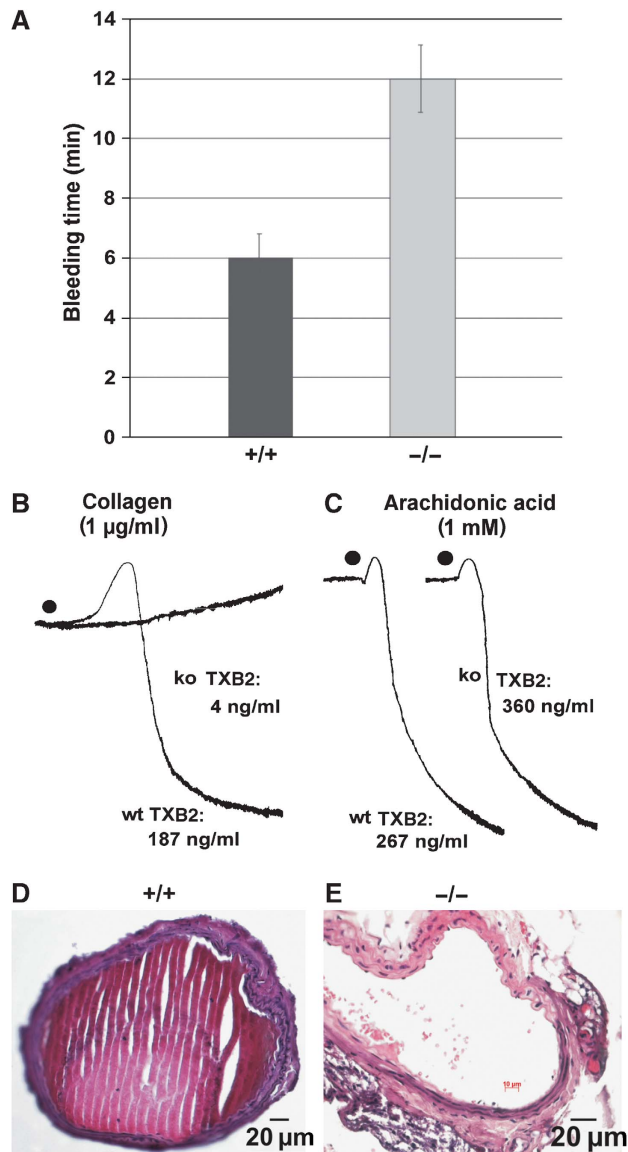 A
14
12
10
8
6
4
2
0
Bleeding time (min)
+/+
–/–
B
Collagen
(1 µg/ml)
ko TXB2:
4 ng/ml
wt TXB2:
187 ng/ml
C
Arachidonic acid
(1 mM)
ko TXB2:
360 ng/ml
wt TXB2:
267 ng/ml
D
+/+
20 µm
E
–/–
10 µm
20 µm